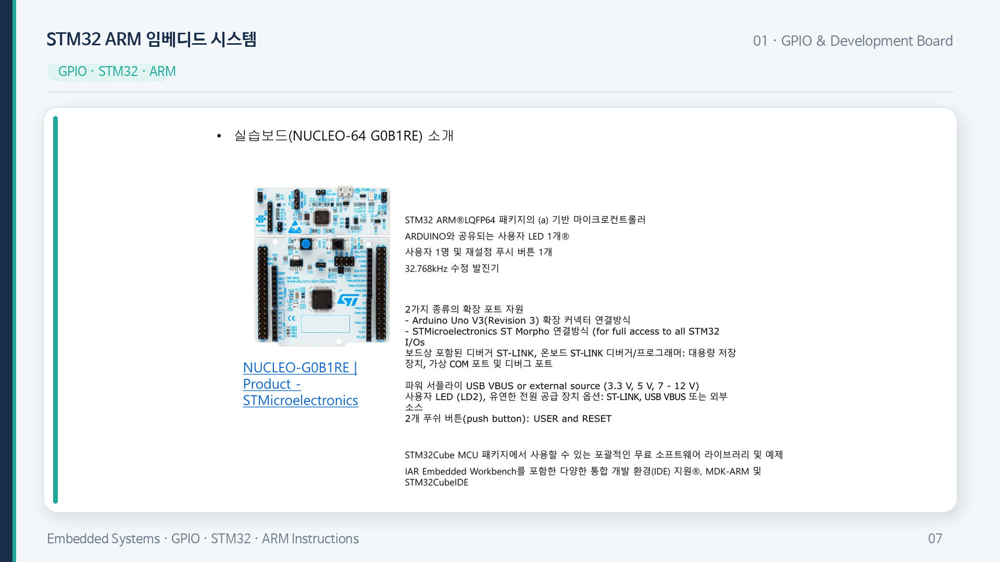 STM32 ARM 임베디드 시스템
01 · GPIO & Development Board
GPIO · STM32 · ARM
• 실습보드(NUCLEO-64 G0B1RE) 소개
www.st.com/stm32nucleo
NUCLEO-G0B1RE |
Product -
STMicroelectronics
STM32 ARM®LQFP64 패키지의 (a) 기반 마이크로컨트롤러
ARDUINO와 공유되는 사용자 LED 1개®
사용자 1명 및 재설정 푸시 버튼 1개
32.768kHz 수정 발진기
2가지 종류의 확장 포트 자원
- Arduino Uno V3(Revision 3) 확장 커넥터 연결방식
- STMicroelectronics ST Morpho 연결방식 (for full access to all STM32
I/Os
보드상 포함된 디버거 ST-LINK, 온보드 ST-LINK 디버거/프로그래머: 대용량 저장
장치, 가상 COM 포트 및 디버그 포트
파워 서플라이 USB VBUS or external source (3.3 V, 5 V, 7 - 12 V)
사용자 LED (LD2), 유연한 전원 공급 장치 옵션: ST-LINK, USB VBUS 또는 외부
소스
2개 푸쉬 버튼(push button): USER and RESET
STM32Cube MCU 패키지에서 사용할 수 있는 포괄적인 무료 소프트웨어 라이브러리 및 예제
IAR Embedded Workbench를 포함한 다양한 통합 개발 환경(IDE) 지원®, MDK-ARM 및
STM32CubeIDE
Embedded Systems · GPIO · STM32 · ARM Instructions
07